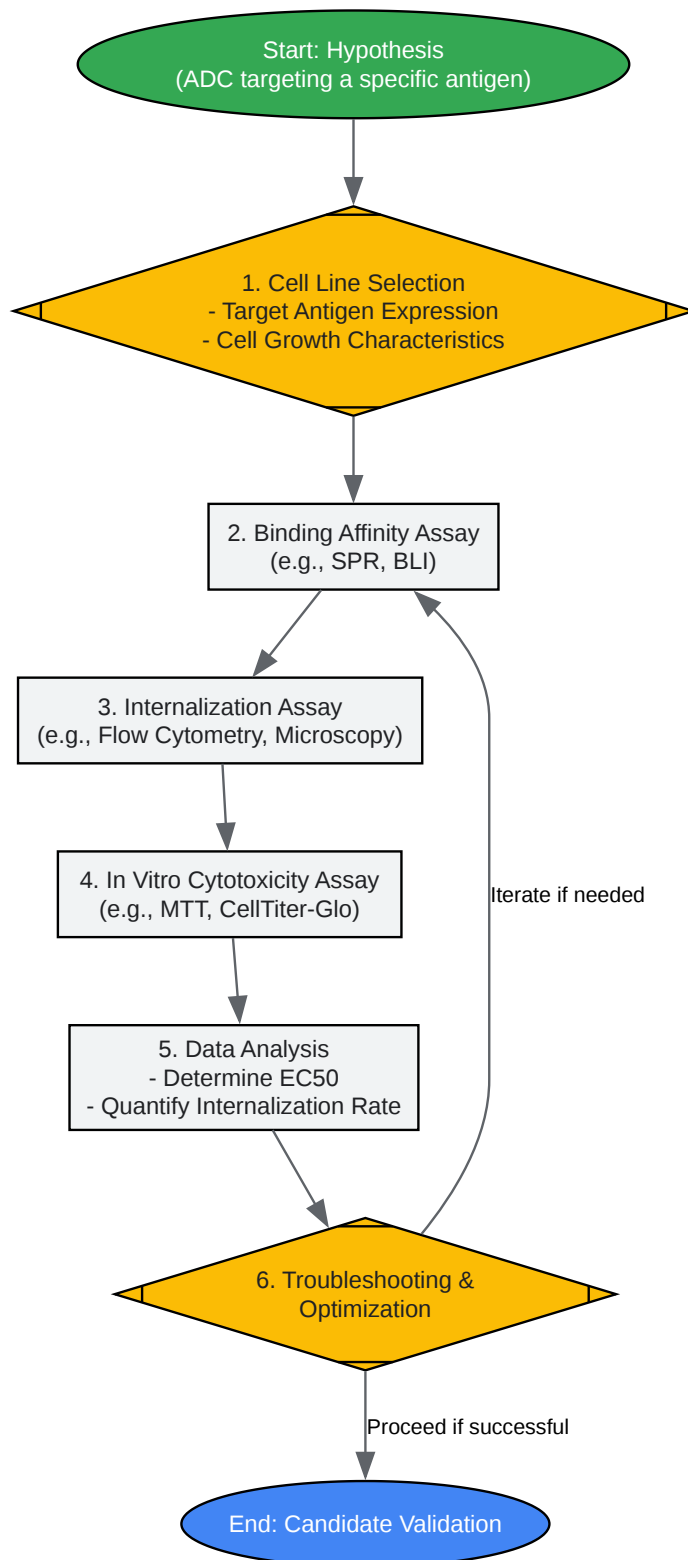 Start: Hypothesis
(ADC targeting a specific antigen)
1. Cell Line Selection
- Target Antigen Expression
- Cell Growth Characteristics
2. Binding Affinity Assay
(e.g., SPR, BLI)
3. Internalization Assay
(e.g., Flow Cytometry, Microscopy)
4. In Vitro Cytotoxicity Assay
(e.g., MTT, CellTiter-Glo)
Iterate if needed
5. Data Analysis
- Determine EC50
- Quantify Internalization Rate
6. Troubleshooting &
Optimization
Proceed if successful
End: Candidate Validation